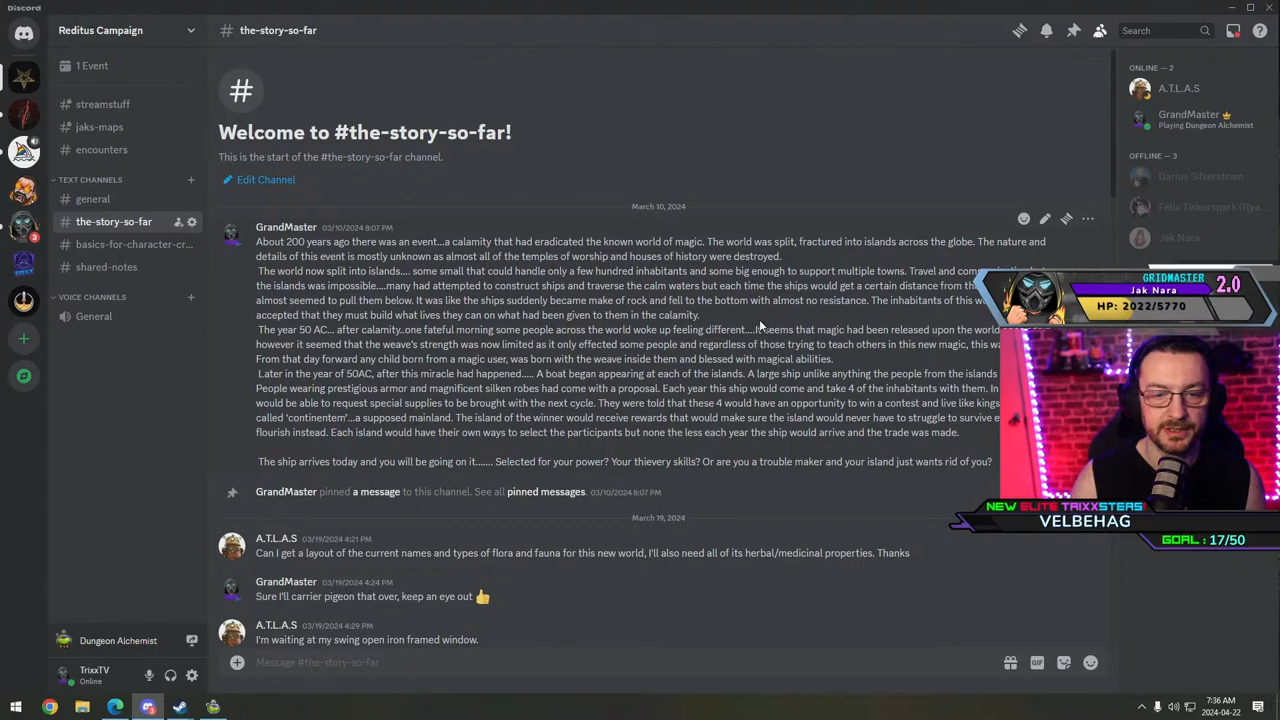 Discord
Reditus Campaign
the-story-so-far
Search
1 Event
streamstuff
jaks-maps
encounters
TEXT CHANNELS
general
the-story-so-far
basics-for-character-cr...
shared-notes
VOICE CHANNELS
General
3
Welcome to #the-story-so-far!
This is the start of the #the-story-so-far channel.
Edit Channel
March 10, 2024
GrandMaster 03/10/2024 8:07 PM
About 200 years ago there was an event...a calamity that had eradicated the known world of magic. The world was split, fractured into islands across the globe. The nature and
details of this event is mostly unknown as almost all of the temples of worship and houses of history were destroyed.
The world now split into islands.... some small that could handle only a few hundred inhabitants and some big enough to support multiple towns. Travel and
the islands was impossible....many had attempted to construct ships and traverse the calm waters but each time the ships would get a certain distance from
almost seemed to pull them below. It was like the ships suddenly became make of rock and fell to the bottom with almost no resistance. The inhabitants of this
accepted that they must build what lives they can on what had been given to them in the calamity.
The year 50 AC... after calamity..one fateful morning some people across the world woke up feeling different....it seems that magic had been released upon the world
however it seemed that the weave's strength was now limited as it only effected some people and regardless of those trying to teach others in this new magic, this
From that day forward any child born from a magic user, was born with the weave inside them and blessed with magical abilities.
Later in the year of 50AC, after this miracle had happened..... A boat began appearing at each of the islands. A large ship unlike anything the people from the islands
People wearing prestigious armor and magnificent silken robes had come with a proposal. Each year this ship would come and take 4 of the inhabitants with them. In
would be able to request special supplies to be brought with the next cycle. They were told that these 4 would have an opportunity to win a contest and live like kings
called 'continentem'...a supposed mainland. The island of the winner would receive rewards that would make sure the island would never have to struggle to survive
flourish instead. Each island would have their own ways to select the participants but none the less each year the ship would arrive and the trade was made.
The ship arrives today and you will be going on it....... Selected for your power? Your thievery skills? Or are you a trouble maker and your island just wants rid of you?
GrandMaster pinned a message to this channel. See all pinned messages. 03/10/2024 8:07 PM
March 19, 2024
A.T.L.A.S 03/19/2024 4:21 PM
Can I get a layout of the current names and types of flora and fauna for this new world, I'll also need all of its herbal/medicinal properties. Thanks
GrandMaster 03/19/2024 4:24 PM
Sure I'll carrier pigeon that over, keep an eye out
A.T.L.A.S 03/19/2024 4:29 PM
I'm waiting at my swing open iron framed window.
Message #the-story-so-far
GIF
ONLINE — 2
A.T.L.A.S
GrandMaster
Playing Dungeon Alchemist
OFFLINE — 3
Darius Silverstrum
Felix Tinkerspark (Rya...
Jak Nara
GRIDMASTER
2.0
Jak Nara
HP: 2022/5770
NEW ELITE TRIXXSTERS!
VELBEHAG
GOAL : 17/50
Dungeon Alchemist
TrixxTV
Online
7:36 AM
2024-04-22